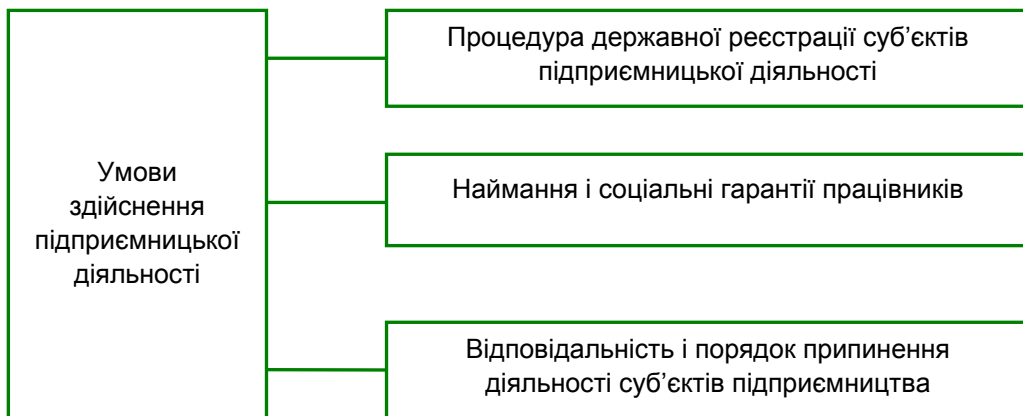 Умови
здійснення
підприємницької
діяльності
Процедура державної реєстрації суб’єктів
підприємницької діяльності
Наймання і соціальні гарантії працівників
Відповідальність і порядок припинення
діяльності суб’єктів підприємництва